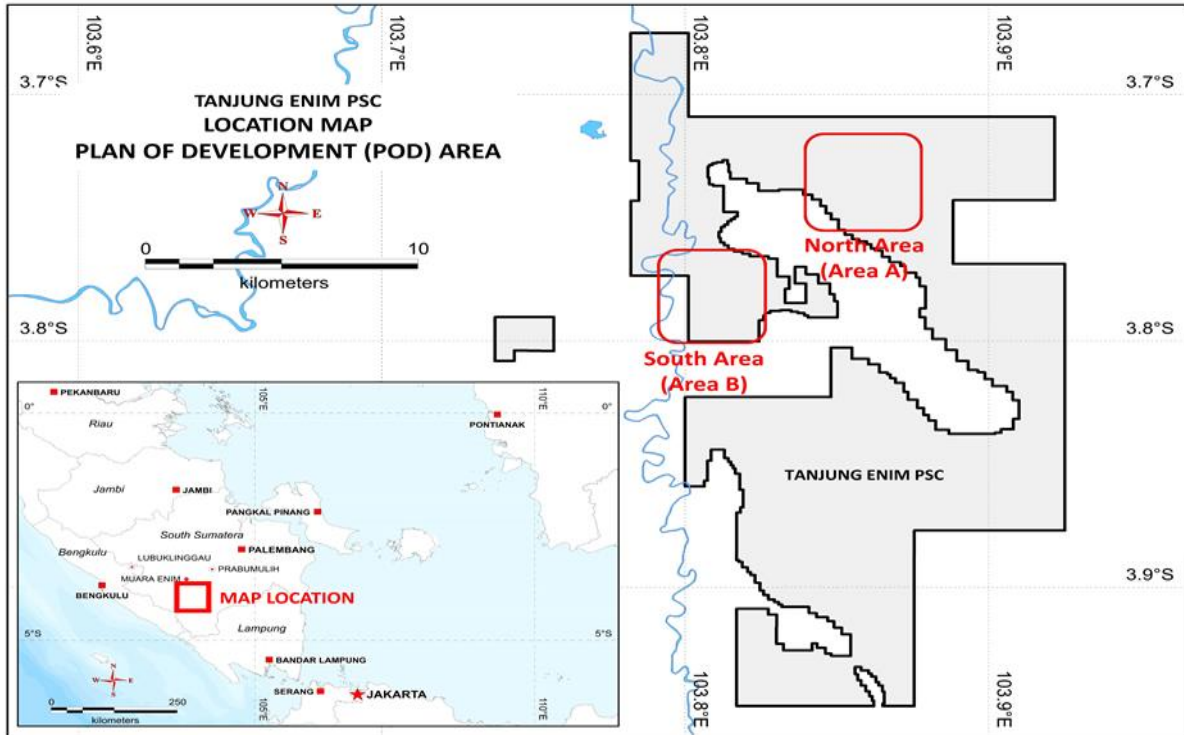 103.6°E
103.7°E
103.8°E
103.9°E
3.7°S
3.7°S
TANJUNG ENIM PSC
LOCATION MAP
PLAN OF DEVELOPMENT (POD) AREA
N
W
E
S
0
10
kilometers
North Area
(Area A)
3.8°S
3.8°S
South Area
(Area B)
TANJUNG ENIM PSC
3.9°S
103.8°E
103.9°E
105°E
110°E
PEKANBARU
0°
0°
Riau
PONTIANAK
Jambi
JAMBI
PANGKAL PINANG
South Sumatera
Bengkulu
PALEMBANG
LUBUKLINGGAU
PRABUMULIH
MUARA ENIM
BENGKULU
MAP LOCATION
Lampung
5°S
5°S
BANDAR LAMPUNG
N
W
E
S
SERANG
JAKARTA
0
250
kilometers
105°E
110°E